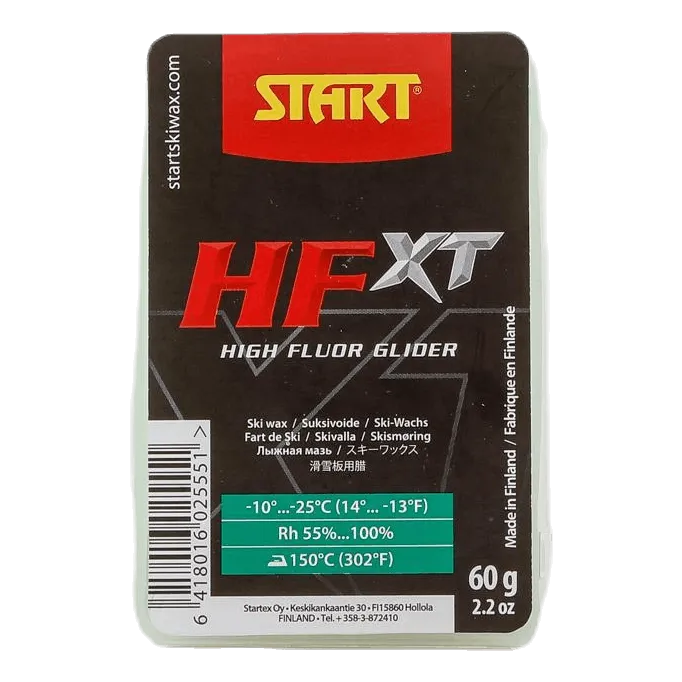 START®
startskiwax.com
HF XT
HIGH FLUOR GLIDER
Ski wax / Suksivoide / Ski-Wachs
Fart de Ski / Skivalla / Skismøring
Лыжная мазь / スキーワックス
滑雪板用腊
-10°...-25°C (14°... -13°F)
Rh 55%...100%
150°C (302°F)
Made in Finland / Fabrique en Finlande
60 g
2.2 oz
6 418016 025551 >
Startex Oy • Keskikankaantie 30 • FI15860 Hollola
FINLAND • Tel. + 358-3-872410